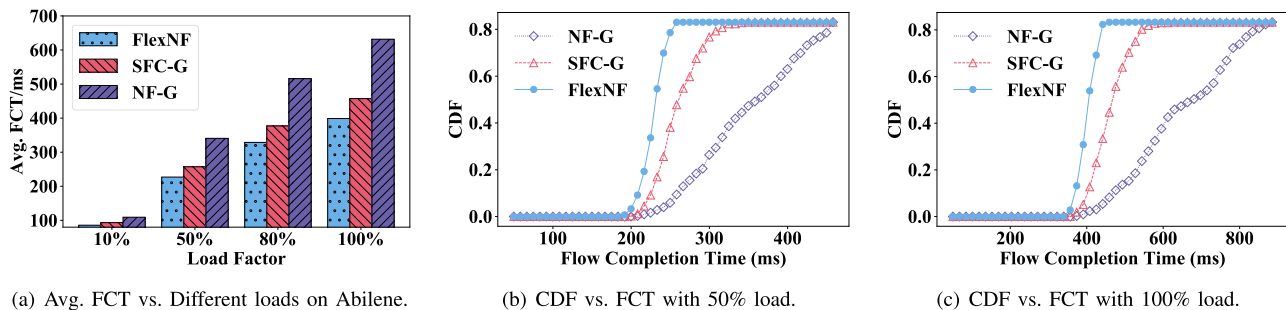 700
600
500
400
300
200
100
Avg. FCT/ms
FlexNF
SFC-G
NF-G
10% 50% 80% 100%
Load Factor
(a) Avg. FCT vs. Different loads on Abilene.
0.8
0.6
0.4
0.2
0.0
CDF
NF-G
SFC-G
FlexNF
100 200 300 400
Flow Completion Time (ms)
(b) CDF vs. FCT with 50% load.
0.8
0.6
0.4
0.2
0.0
CDF
NF-G
SFC-G
FlexNF
200 400 600 800
Flow Completion Time (ms)
(c) CDF vs. FCT with 100% load.